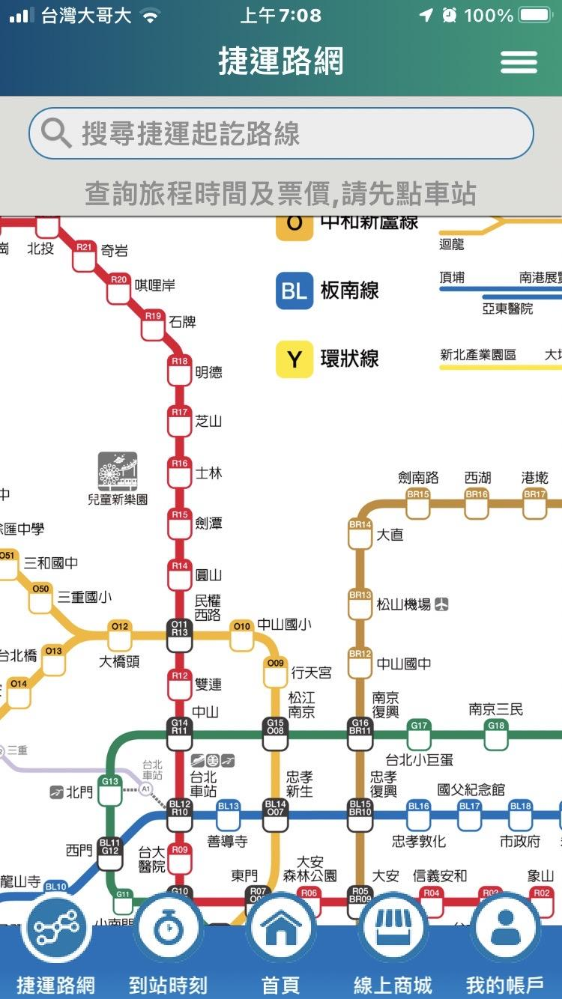 台灣大哥大
上午7:08
100%
捷運路網
搜尋捷運起訖路線
查詢旅程時間及票價,請先點車站
O 中和新蘆線
迴龍
BL 板南線
頂埔
南港展覽
亞東醫院
Y 環狀線
新北產業園區
北投
R21 奇岩
R20 唭哩岸
R19 石牌
R18 明德
R17 芝山
R16 士林
兒童新樂園
R15 劍潭
R14 圓山
民權
西路
O11
R13
劍南路
BR15
西湖
BR16
港墘
BR17
BR14 大直
BR13 松山機場
BR12 中山國中
中
匯中學
O51 三和國中
O50 三重國小
O12
大橋頭
O10 中山國小
O13
台北橋
O14
O09 行天宮
R12 雙連
中山
G14
R11
松江
南京
G15
O08
南京
復興
G16
BR11
G17
台北小巨蛋
南京三民
G18
三重
G13
北門
台北
車站
A1
台北
車站
BL12
R10
BL13
善導寺
忠孝
新生
BL14
O07
忠孝
復興
BL15
BR10
BL16
忠孝敦化
國父紀念館
BL17
BL18
市政府
西門
BL11
G12
台大
醫院
R09
龍山寺
BL10
G11
小南門
G10
東門
R07
大安
森林公園
R06
大安
R05
BR09
信義安和
R04
R03
象山
R02
捷運路網
到站時刻
首頁
線上商城
我的帳戶